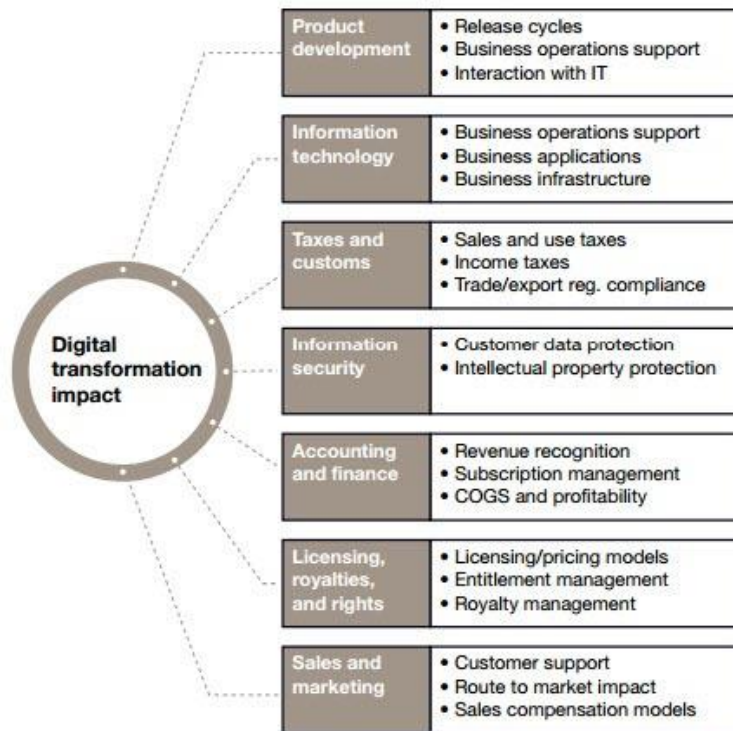 Product
development
• Release cycles
• Business operations support
• Interaction with IT
Information
technology
• Business operations support
• Business applications
• Business infrastructure
Taxes and
customs
• Sales and use taxes
• Income taxes
• Trade/export reg. compliance
Digital
transformation
impact
Information
security
• Customer data protection
• Intellectual property protection
Accounting
and finance
• Revenue recognition
• Subscription management
• COGS and profitability
Licensing,
royalties,
and rights
• Licensing/pricing models
• Entitlement management
• Royalty management
Sales and
marketing
• Customer support
• Route to market impact
• Sales compensation models